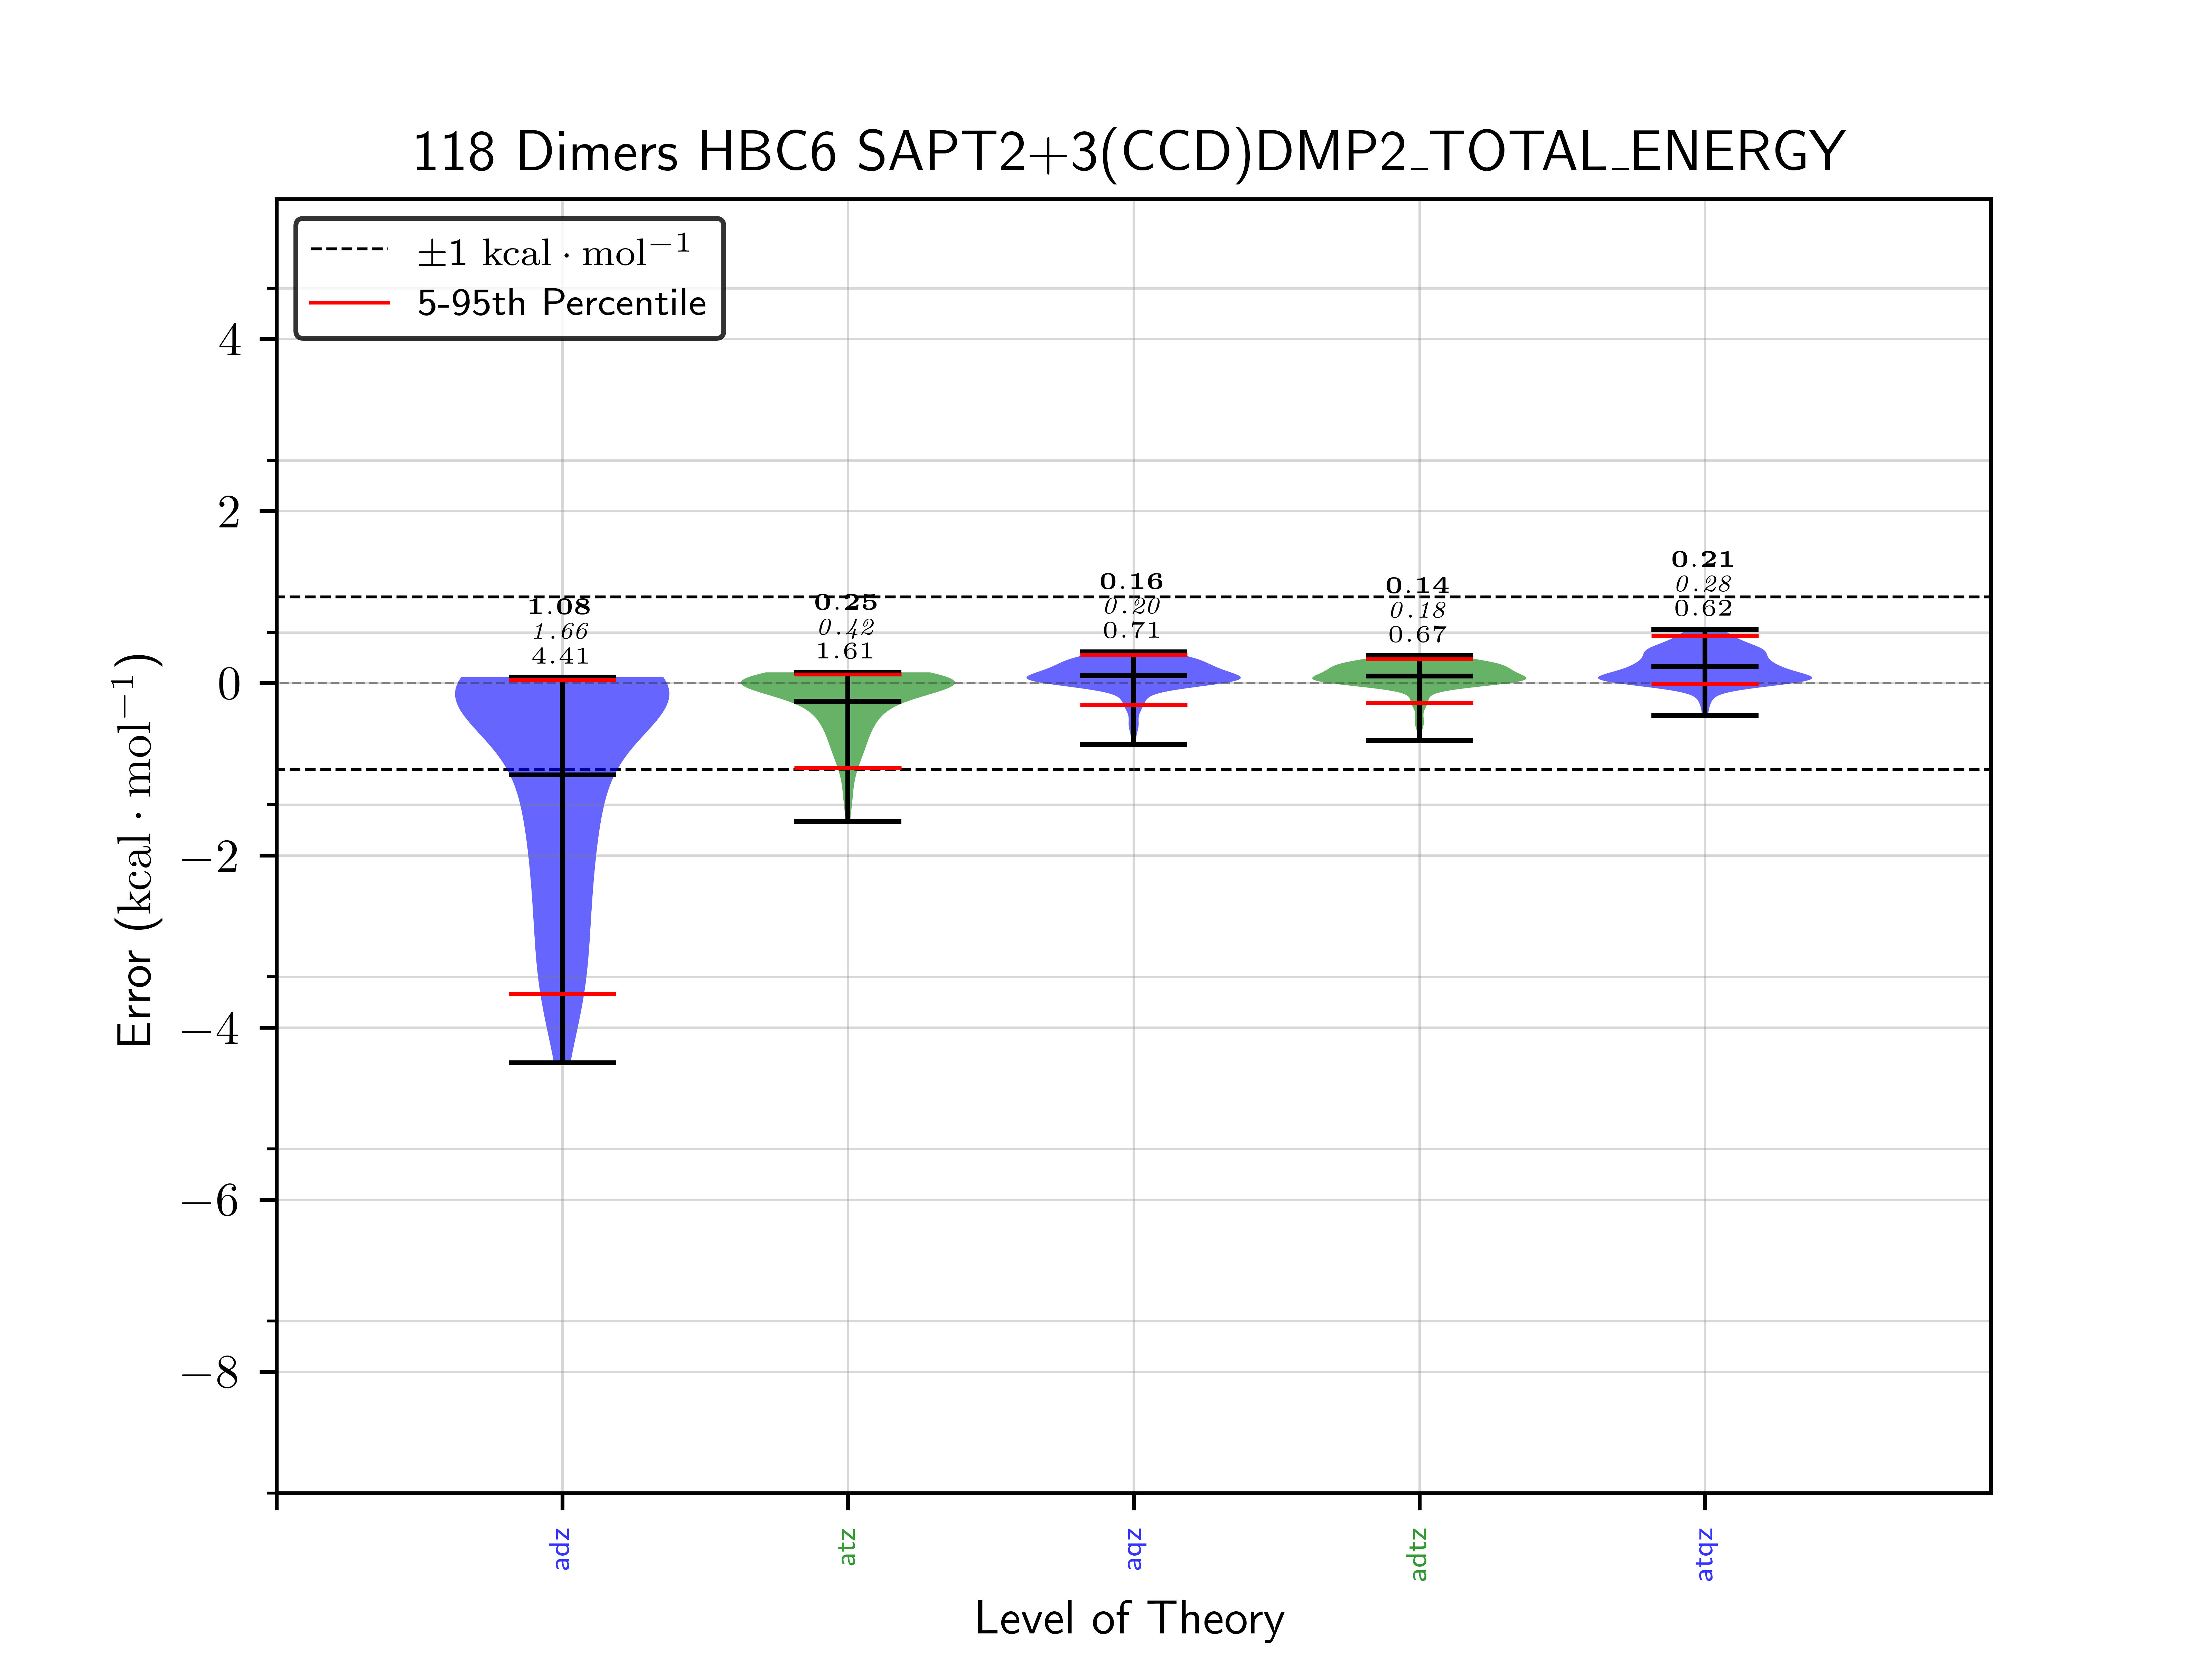 118 Dimers HBC6 SAPT2+3(CCD)DMP2_TOTAL_ENERGY
±1 kcal · mol⁻¹
5-95th Percentile
Error (kcal · mol⁻¹)
4
2
0
−2
−4
−6
−8
1.08
1.66
4.41
0.25
0.42
1.61
0.16
0.20
0.71
0.14
0.18
0.67
0.21
0.28
0.62
adz
atz
aqz
adtz
atqz
Level of Theory